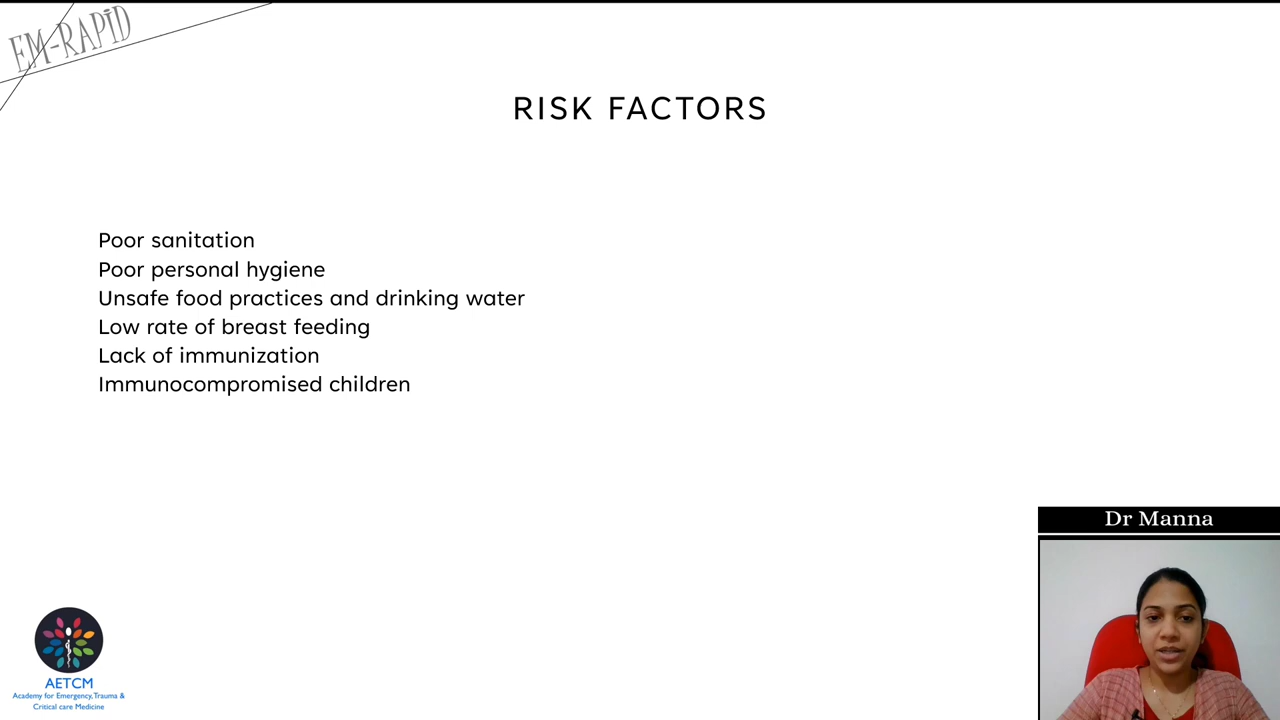 EM-RAPID
RISK FACTORS
Poor sanitation
Poor personal hygiene
Unsafe food practices and drinking water
Low rate of breast feeding
Lack of immunization
Immunocompromised children
Dr Manna
AETCM
Academy for Emergency, Trauma &
Critical care Medicine